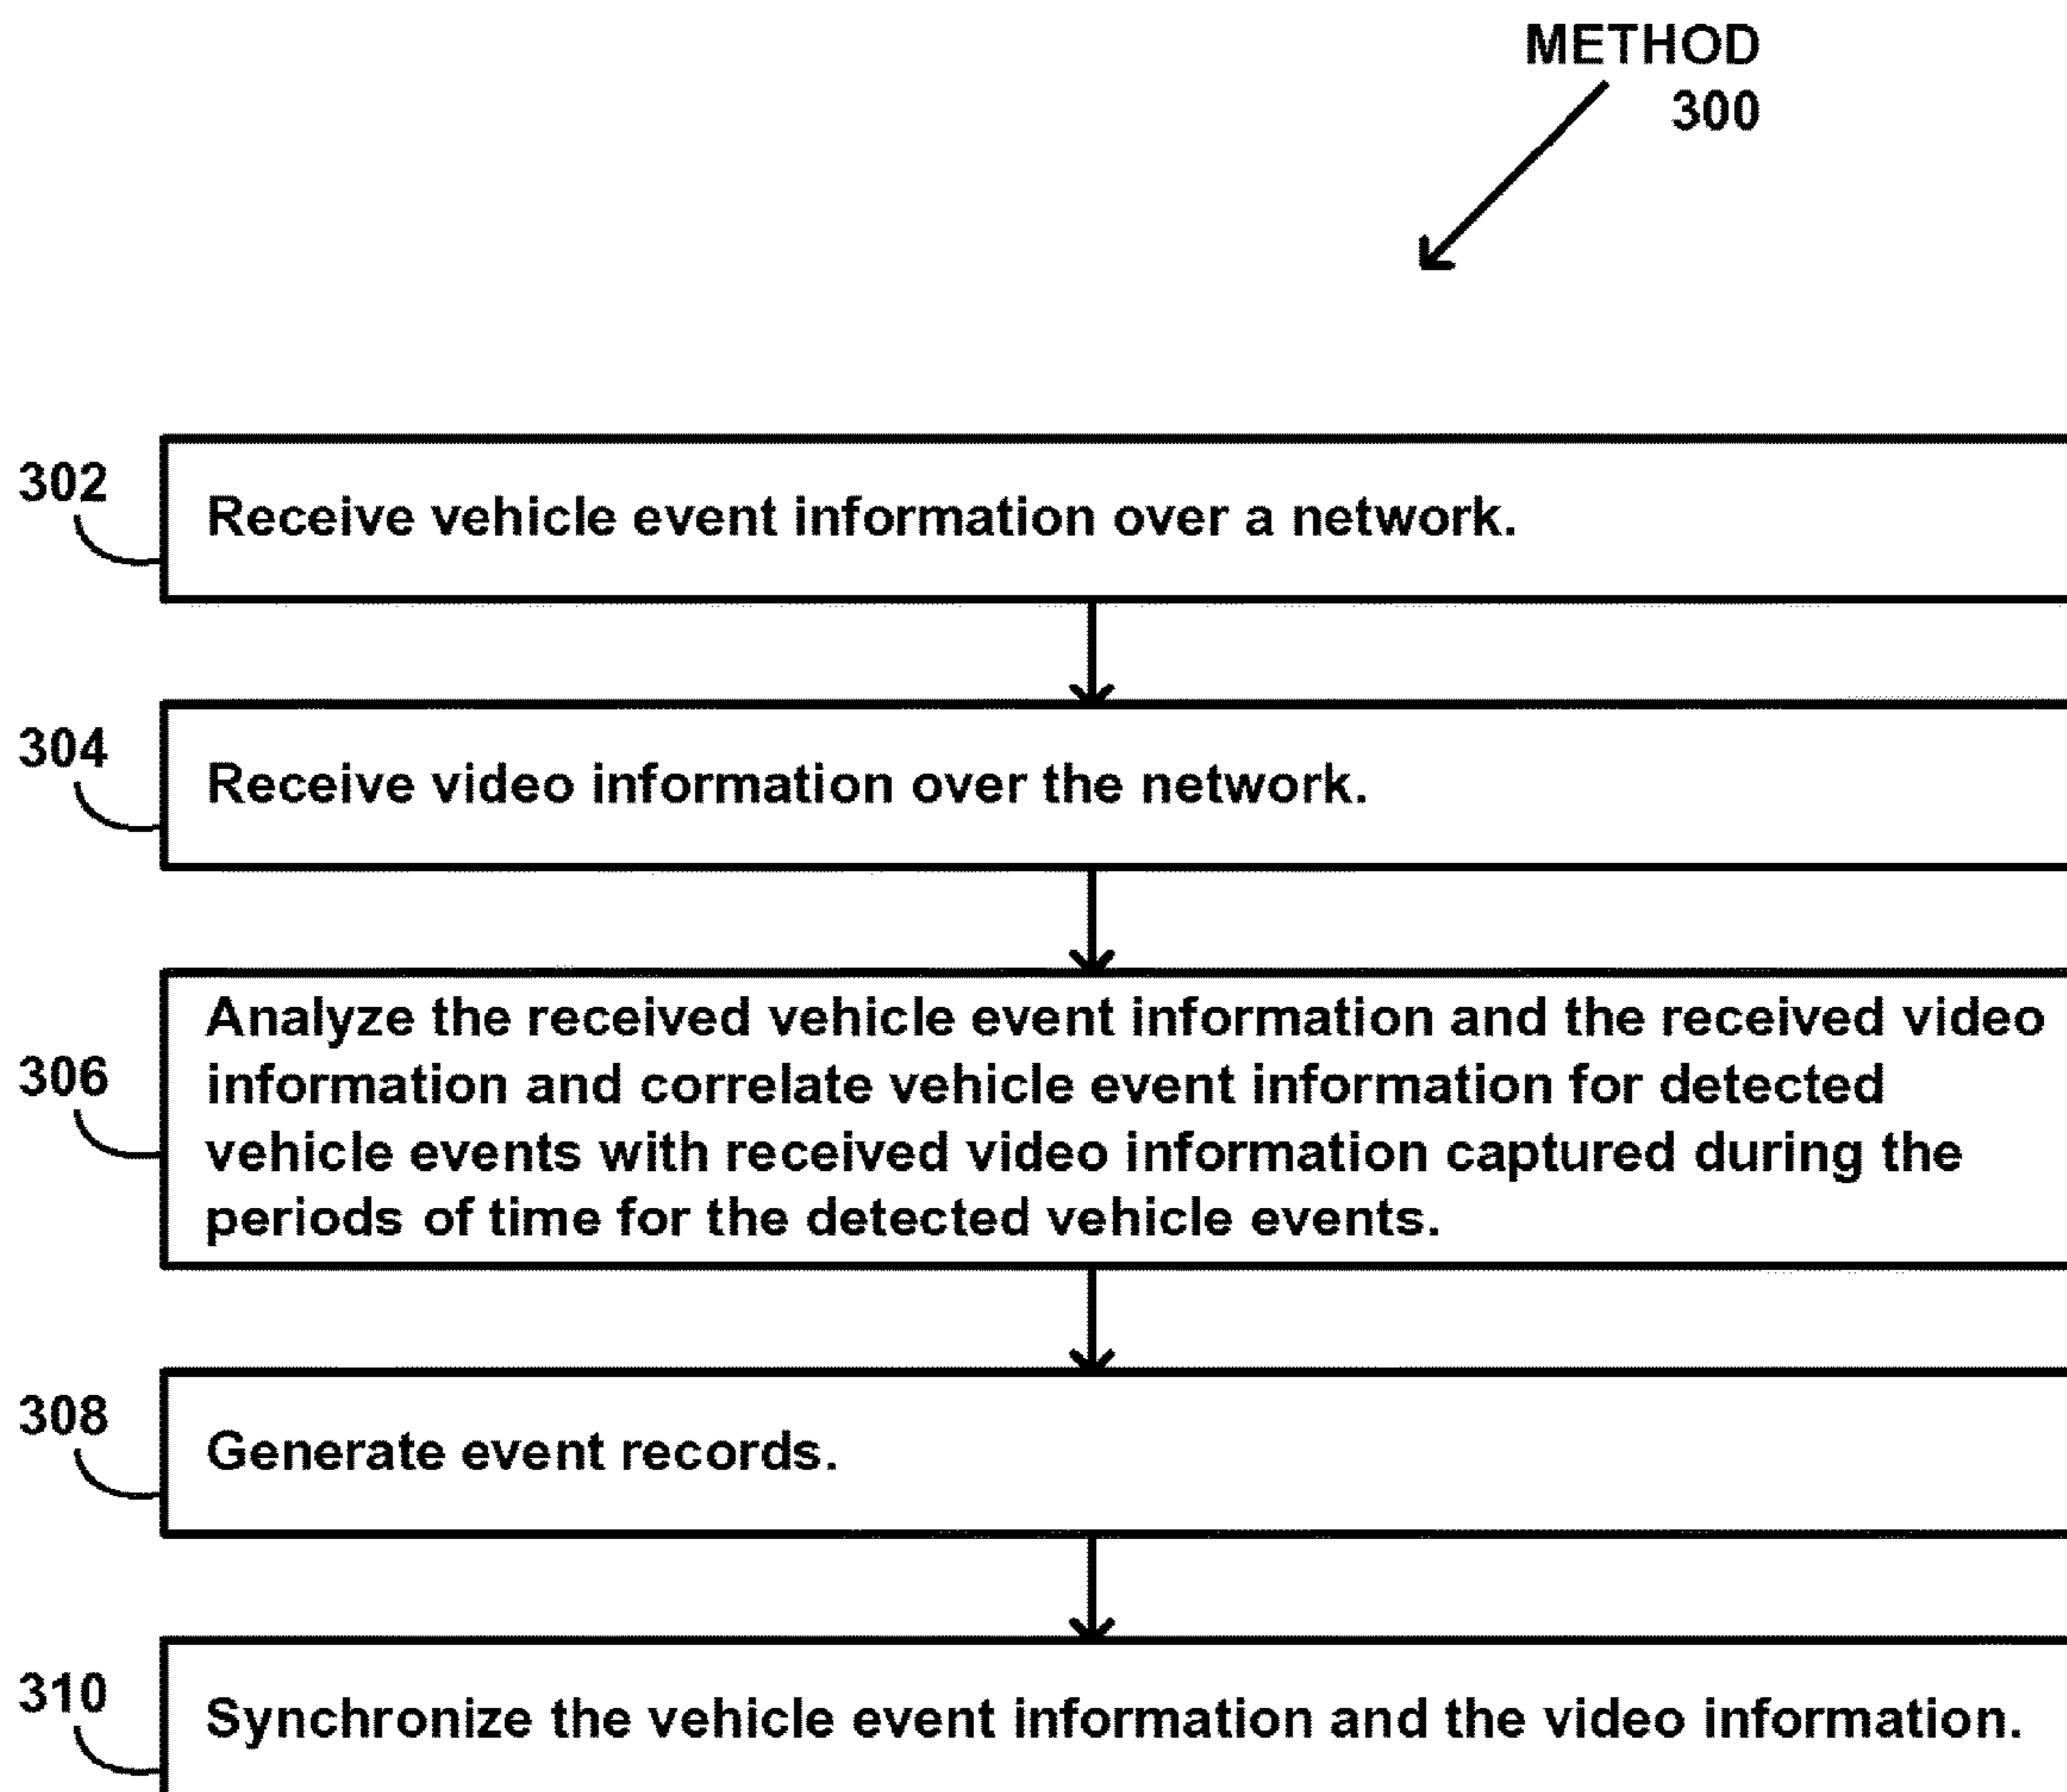 METHOD
300
302
Receive vehicle event information over a network.
304
Receive video information over the network.
306
Analyze the received vehicle event information and the received video
information and correlate vehicle event information for detected
vehicle events with received video information captured during the
periods of time for the detected vehicle events.
308
Generate event records.
310
Synchronize the vehicle event information and the video information.